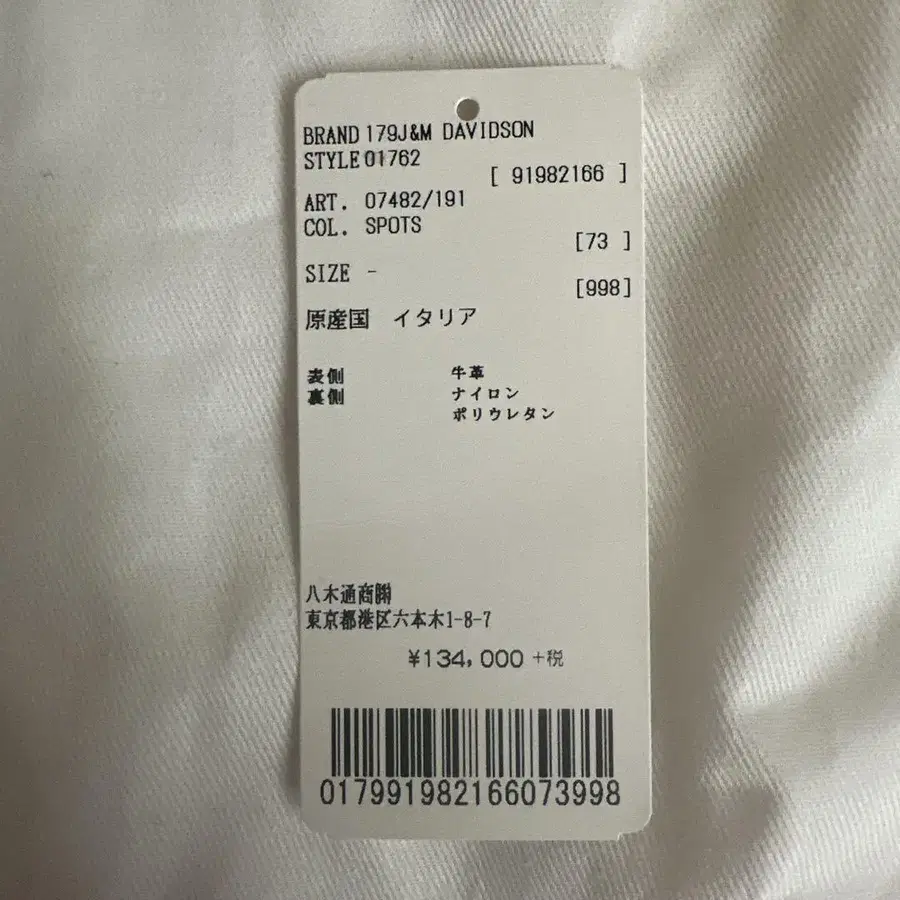 BRAND 179J&M DAVIDSON
STYLE 01762
[ 91982166 ]
ART. 07482/191
COL. SPOTS
[73 ]
SIZE -
[998]
原産国 イタリア
表側 牛革
裏側 ナイロン
ポリウレタン
八木通商㈱
東京都港区六本木1-8-7
¥134,000 +税
017991982166073998